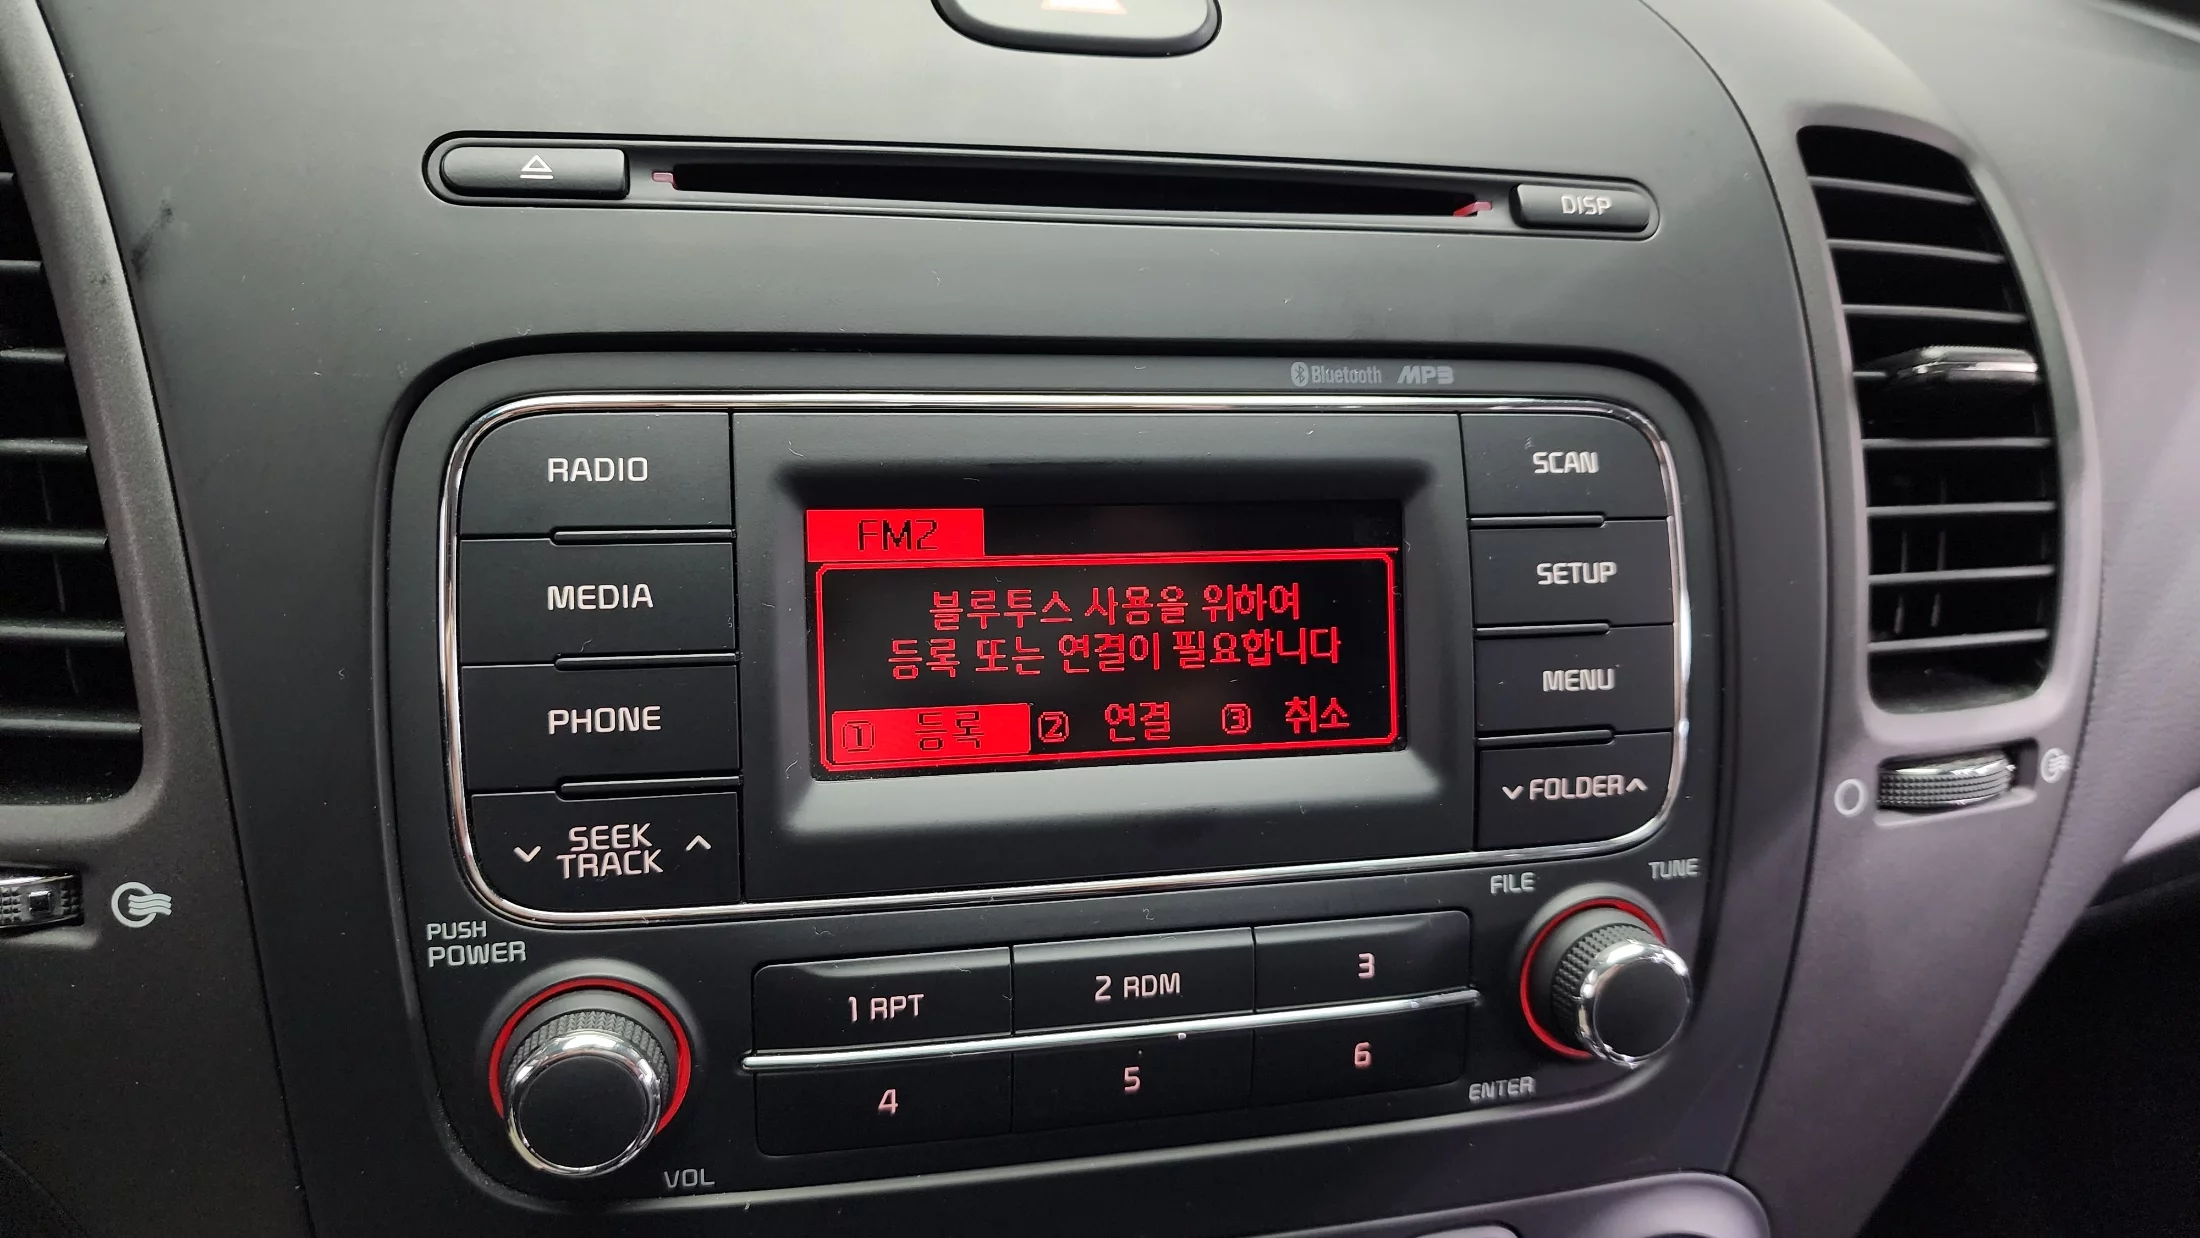 DISP
Bluetooth MP3
RADIO
MEDIA
PHONE
SEEK
TRACK
FM2
블루투스 사용을 위하여
등록 또는 연결이 필요합니다
1 등록 2 연결 3 취소
SCAN
SETUP
MENU
FOLDER
PUSH
POWER
VOL
FILE
TUNE
1 RPT
2 RDM
3
4
5
6
ENTER